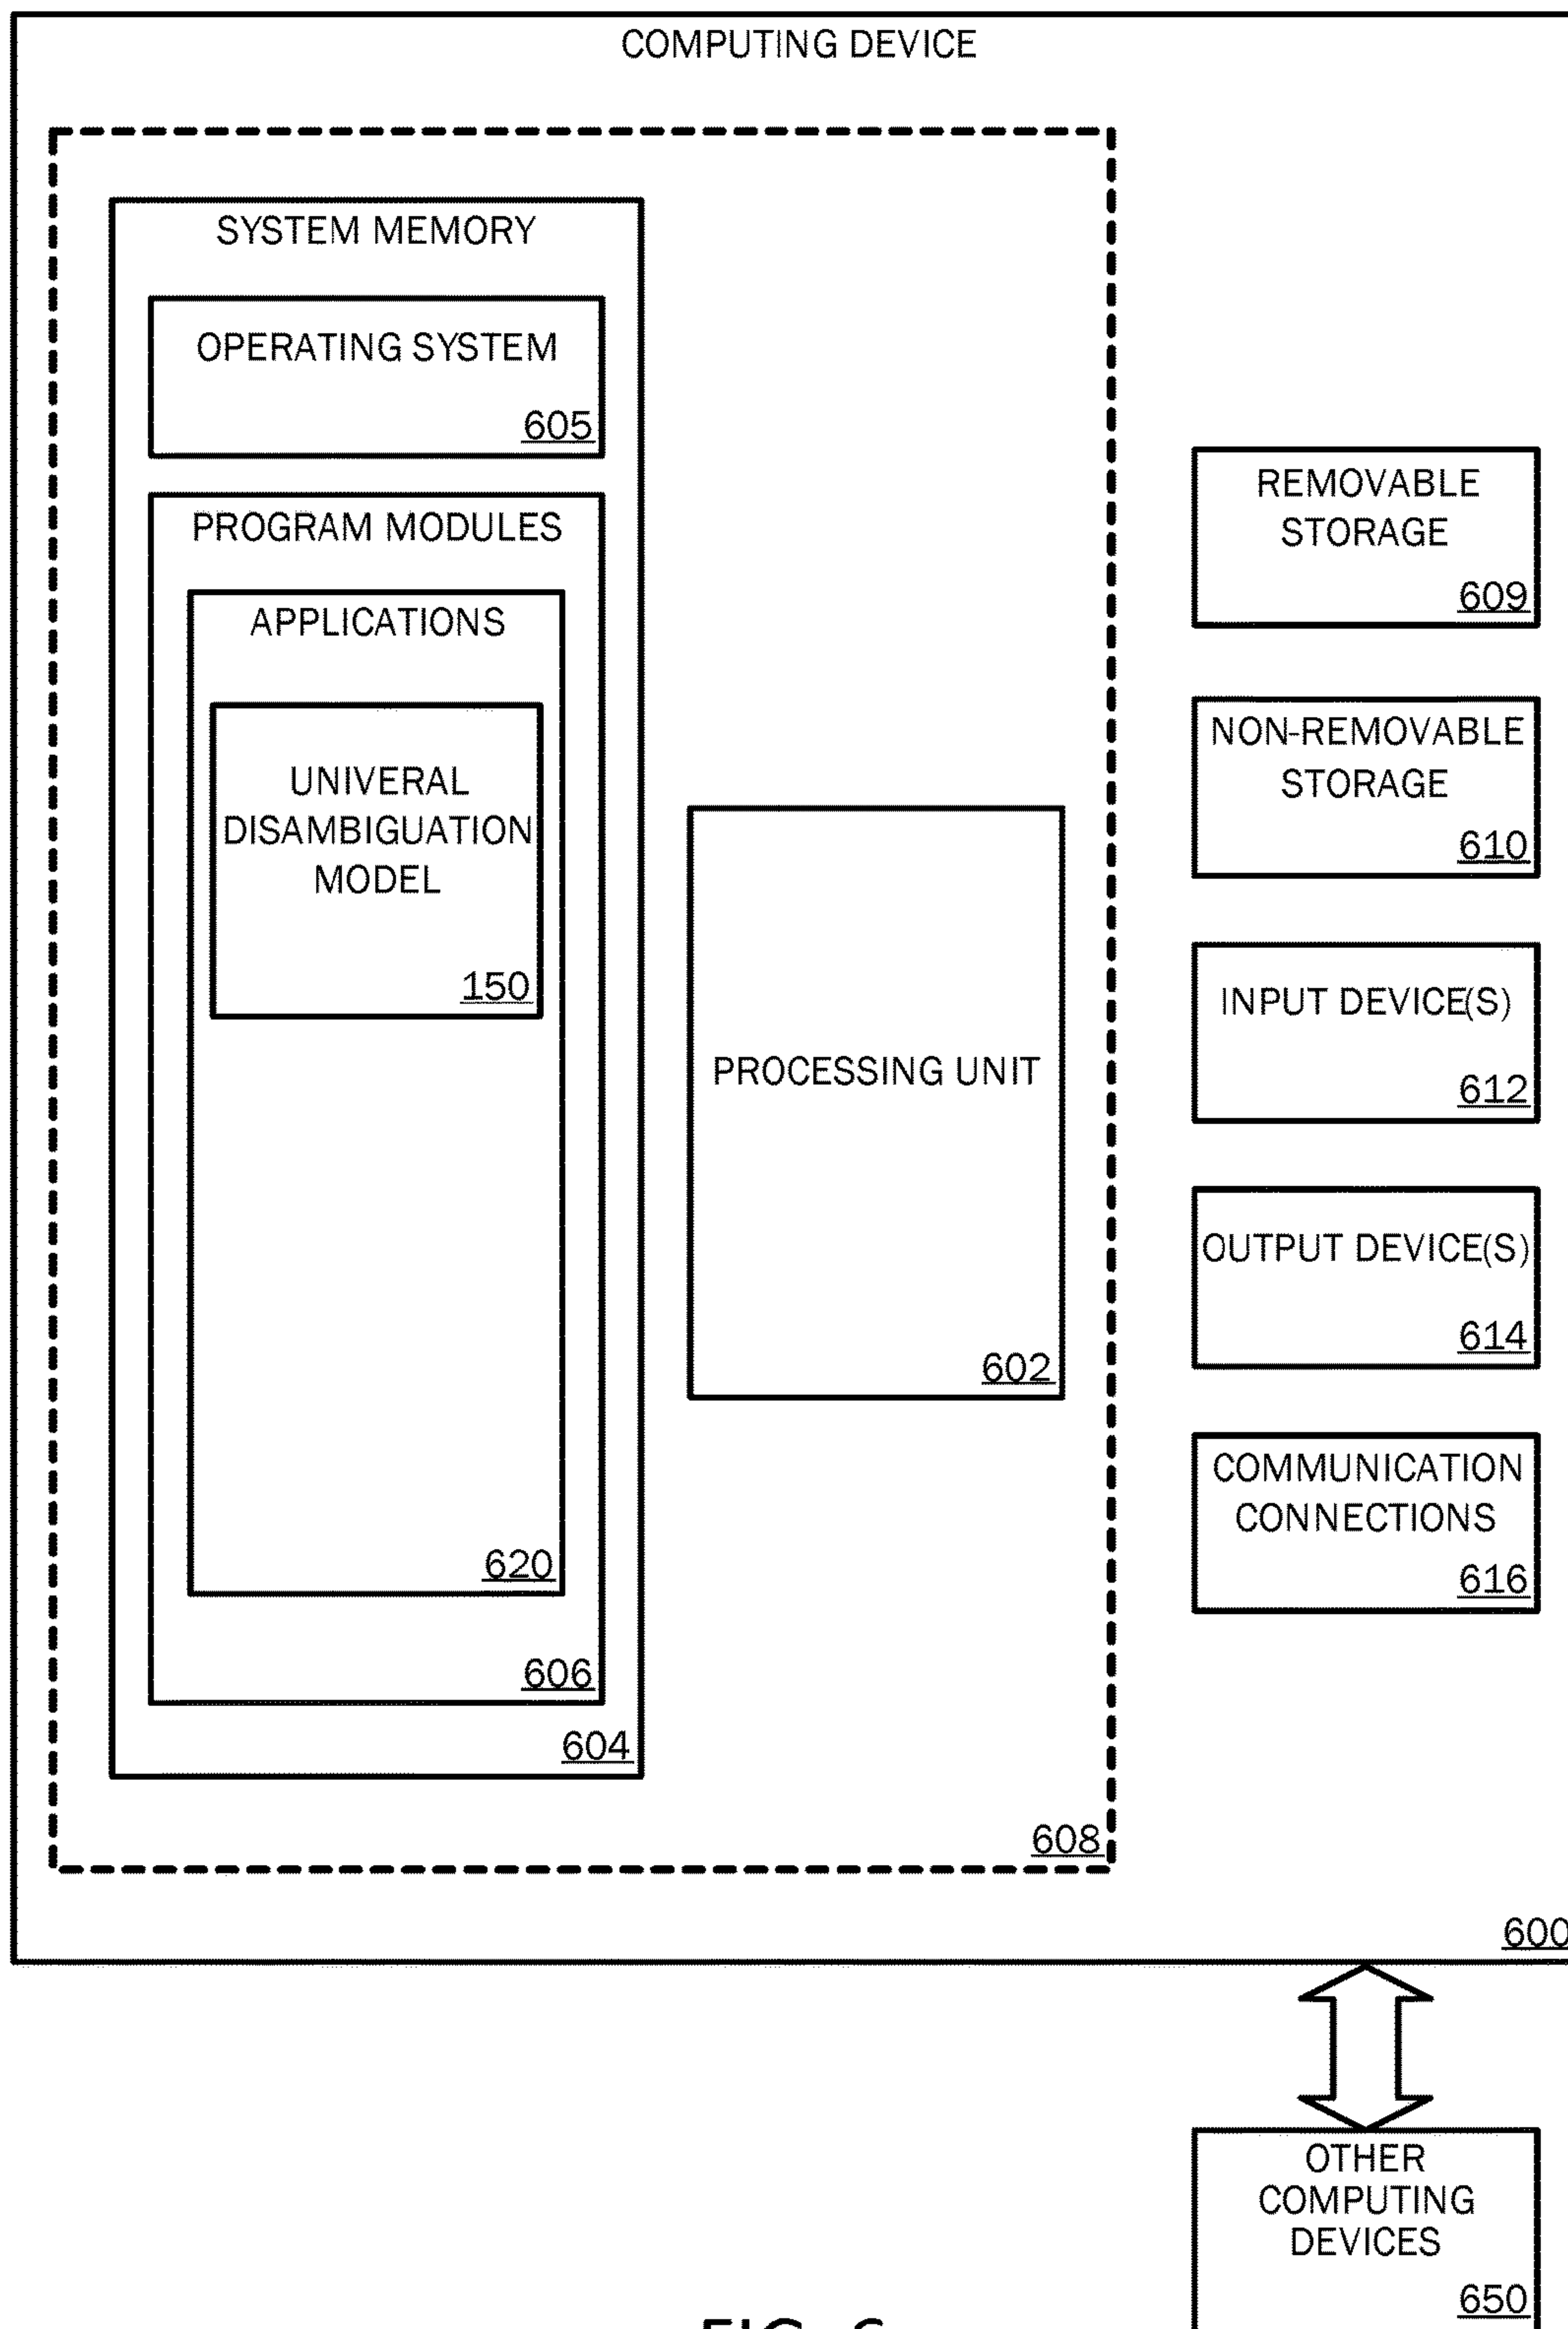 COMPUTING DEVICE
SYSTEM MEMORY
OPERATING SYSTEM
605
PROGRAM MODULES
APPLICATIONS
UNIVERAL
DISAMBIGUATION
MODEL
150
620
606
604
PROCESSING UNIT
602
608
REMOVABLE
STORAGE
609
NON-REMOVABLE
STORAGE
610
INPUT DEVICE(S)
612
OUTPUT DEVICE(S)
614
COMMUNICATION
CONNECTIONS
616
600
OTHER
COMPUTING
DEVICES
650
FIG. 6